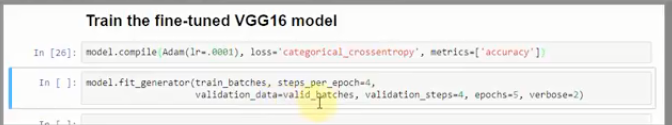 Train the fine-tuned VGG16 model
In [26]: model.compile(Adam(lr=.0001), loss='categorical_crossentropy', metrics=['accuracy'])
In [ ]: model.fit_generator(train_batches, steps_per_epoch=4,
validation_data=valid_batches, validation_steps=4, epochs=5, verbose=2)
In [ ]: